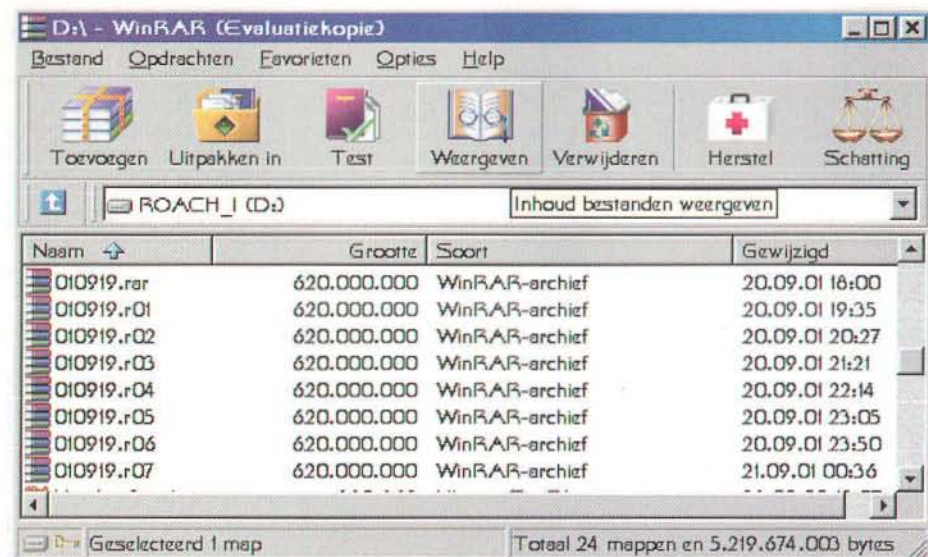 D:\ - WinRAR (Evaluatiekopie)
Bestand Opdrachten Favorieten Opties Help
Toevoegen Uitpakken in Test Weergeven Verwijderen Herstel Schatting
ROACH_I (D:) Inhoud bestanden weergeven
Naam Grootte Soort Gewijzigd
010919.rar 620.000.000 WinRAR-archief 20.09.01 18:00
010919.r01 620.000.000 WinRAR-archief 20.09.01 19:35
010919.r02 620.000.000 WinRAR-archief 20.09.01 20:27
010919.r03 620.000.000 WinRAR-archief 20.09.01 21:21
010919.r04 620.000.000 WinRAR-archief 20.09.01 22:14
010919.r05 620.000.000 WinRAR-archief 20.09.01 23:05
010919.r06 620.000.000 WinRAR-archief 20.09.01 23:50
010919.r07 620.000.000 WinRAR-archief 21.09.01 00:36
Geselecteerd 1 map Totaal 24 mappen en 5.219.674.003 bytes